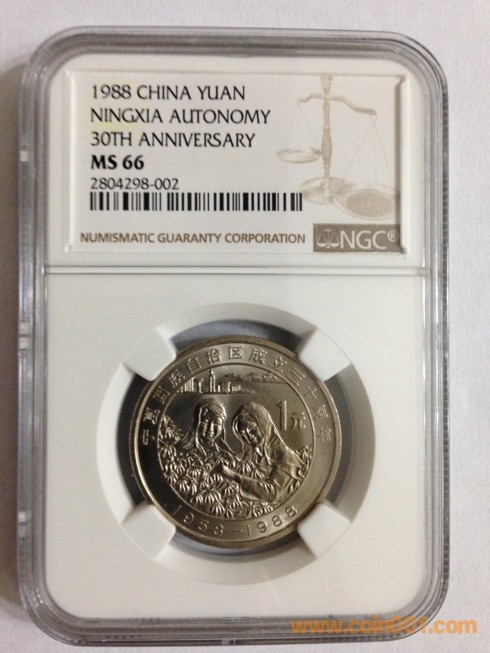 1988 CHINA YUAN
NINGXIA AUTONOMY
30TH ANNIVERSARY
MS 66
2804298-002
NUMISMATIC GUARANTY CORPORATION
NGC®
宁夏回族自治区成立三十周年
1元
1958-1988
www.coin001.com